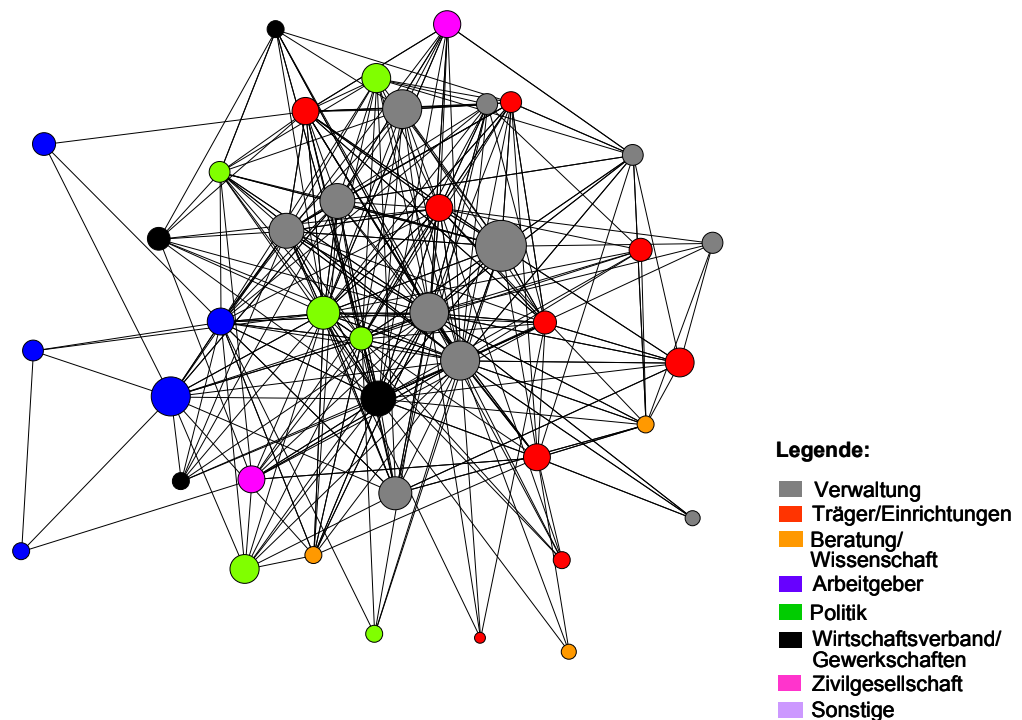 Legende:
Verwaltung
Träger/Einrichtungen
Beratung/
Wissenschaft
Arbeitgeber
Politik
Wirtschaftsverband/
Gewerkschaften
Zivilgesellschaft
Sonstige